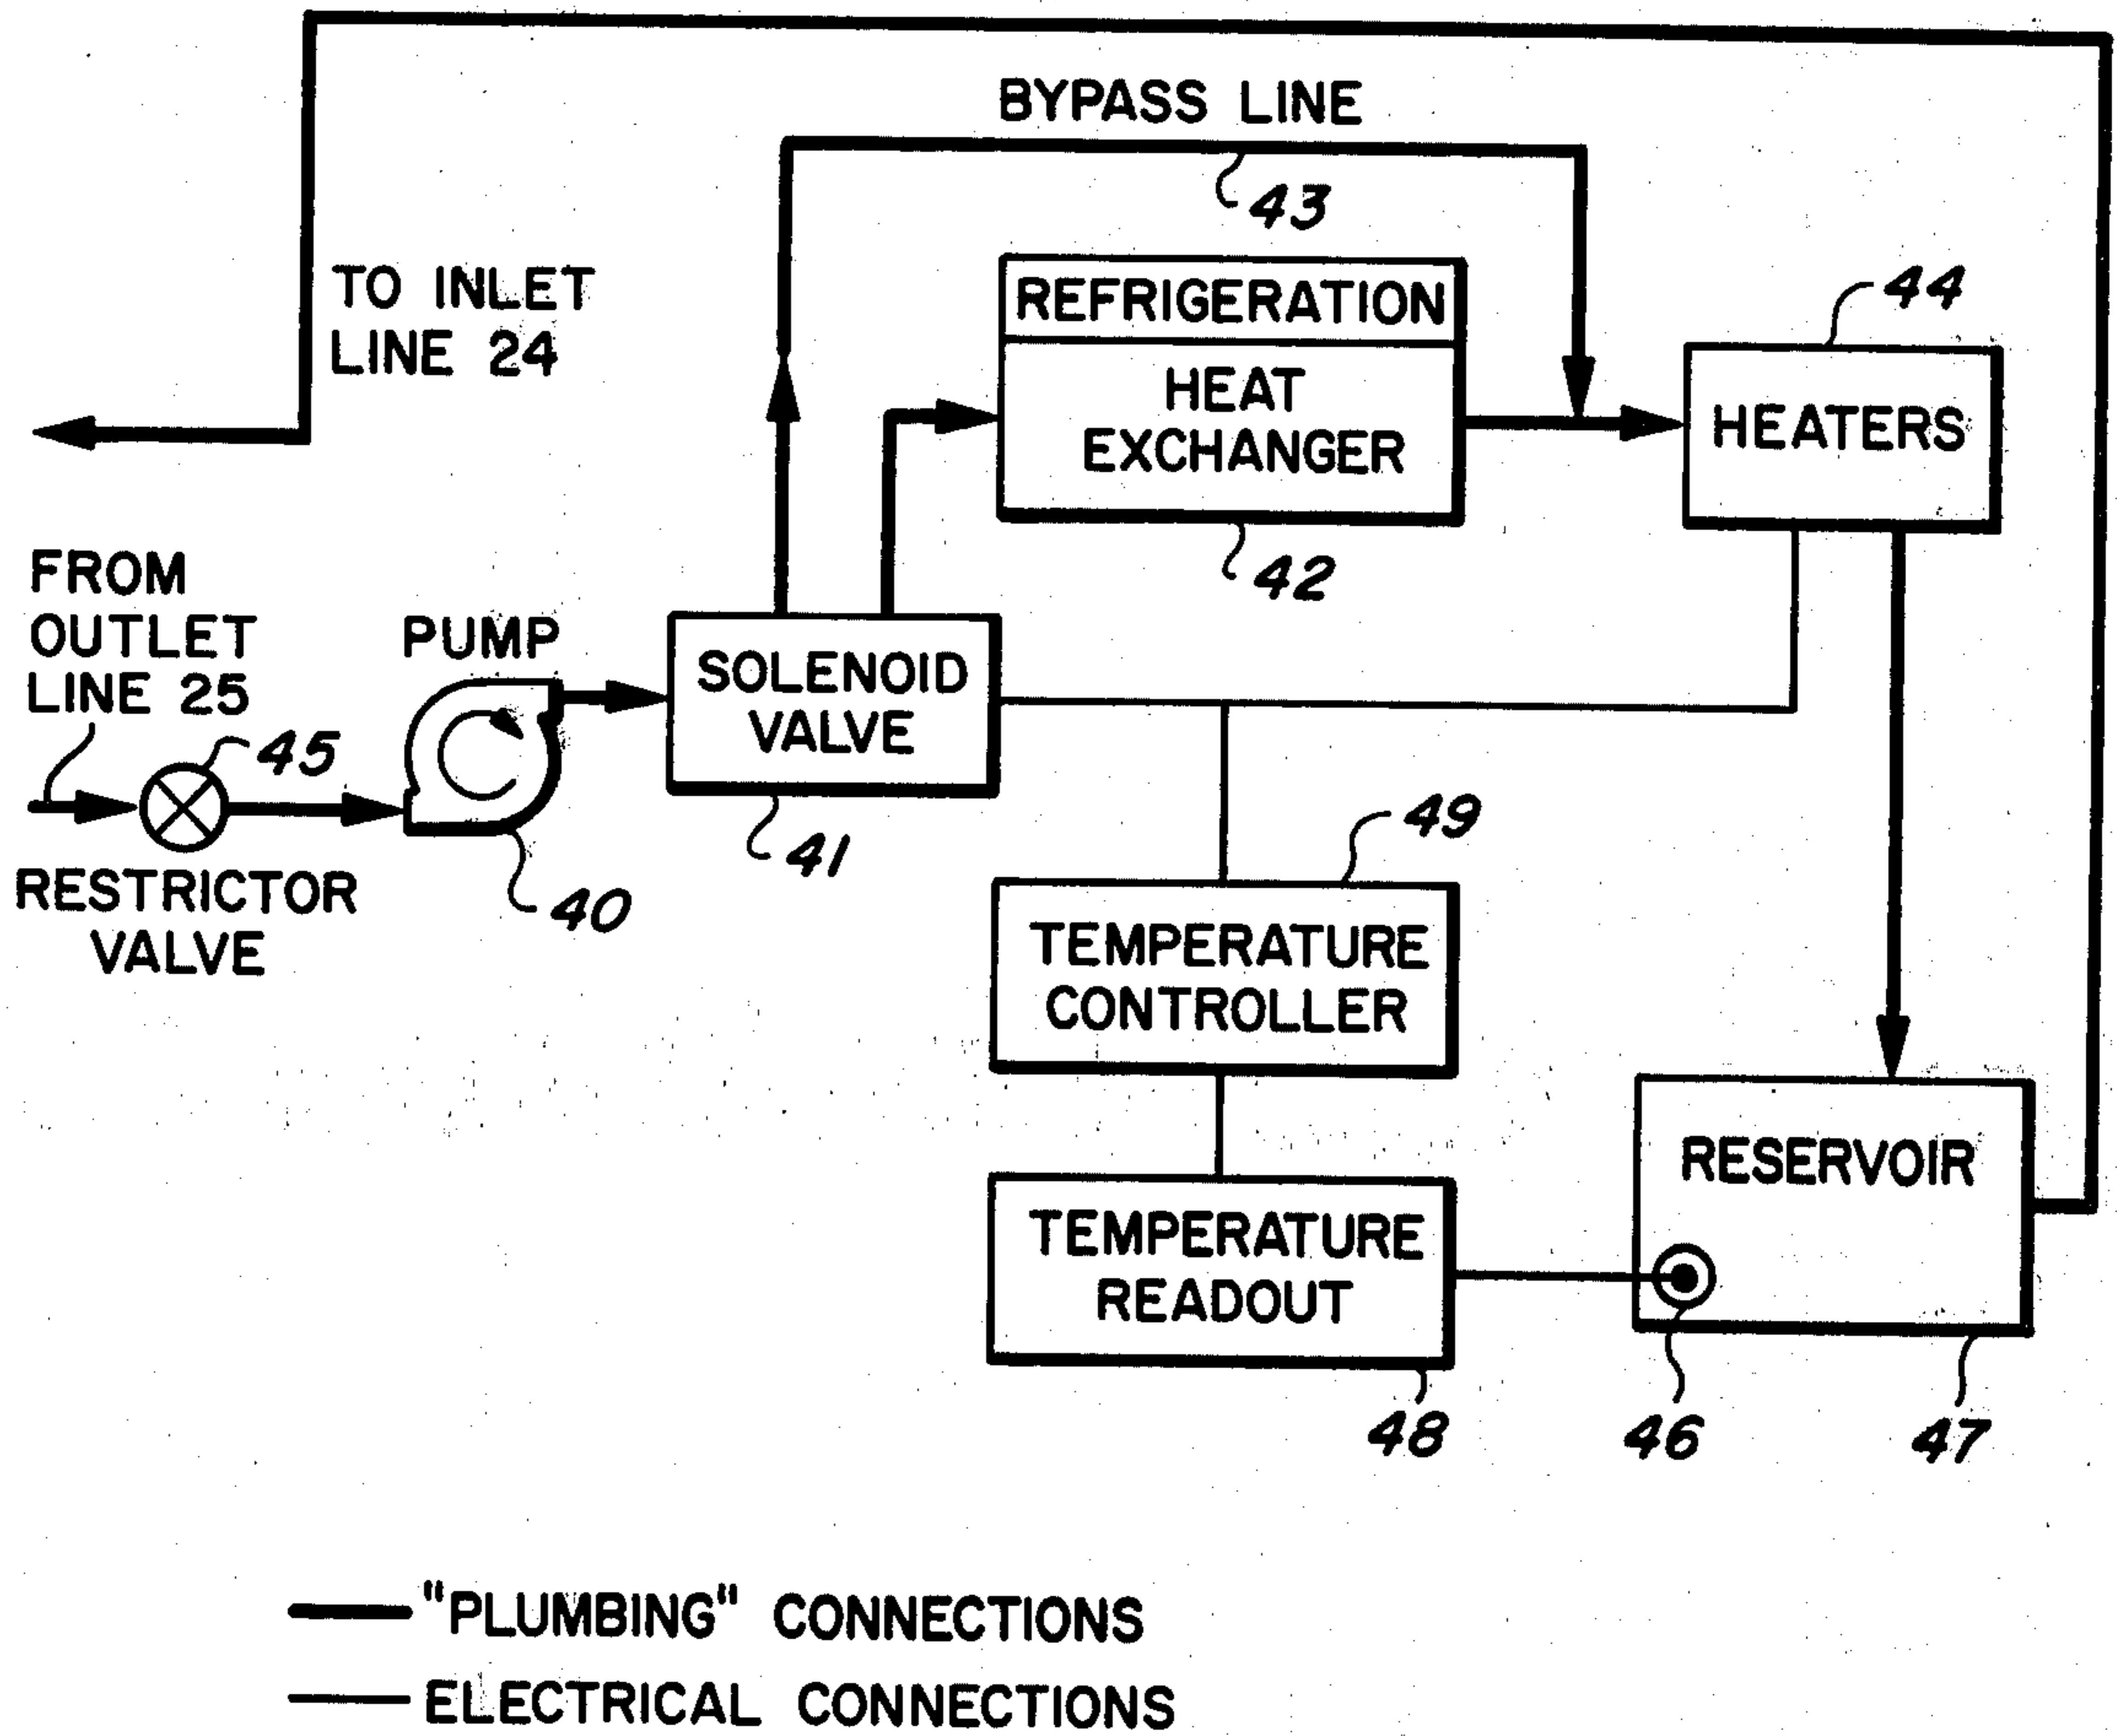 BYPASS LINE
43
TO INLET
LINE 24
REFRIGERATION
HEAT
EXCHANGER
42
44
HEATERS
FROM
OUTLET
LINE 25
45
RESTRICTOR
VALVE
PUMP
40
SOLENOID
VALVE
41
49
TEMPERATURE
CONTROLLER
TEMPERATURE
READOUT
48
RESERVOIR
46
47
"PLUMBING" CONNECTIONS
ELECTRICAL CONNECTIONS